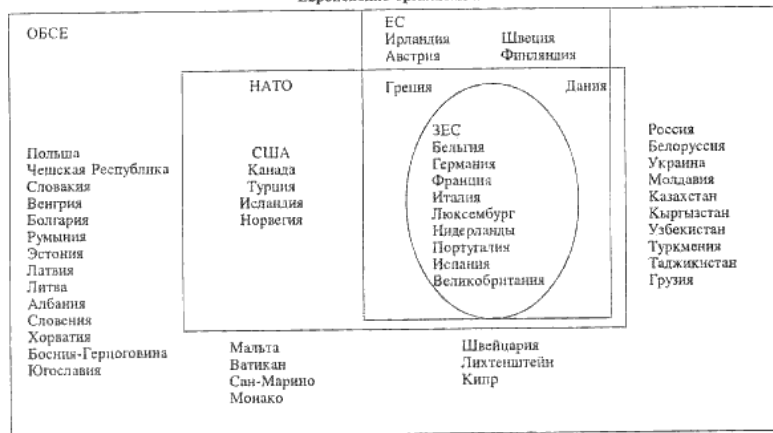 ОБСЕ
ЕС
Ирландия
Швеция
Австрия
Финляндия
НАТО
Греция
Дания
Польша
Чешская Республика
Словакия
Венгрия
Болгария
Румыния
Эстония
Латвия
Литва
Албания
Словения
Хорватия
Босния-Герцоговина
Югославия
США
Канада
Турция
Исландия
Норвегия
ЗЕС
Бельгия
Германия
Франция
Италия
Люксембург
Нидерланды
Португалия
Испания
Великобритания
Россия
Белоруссия
Украина
Молдавия
Казахстан
Кыргызстан
Узбекистан
Туркмения
Таджикистан
Грузия
Мальта
Ватикан
Сан-Марино
Монако
Швейцария
Лихтенштейн
Кипр